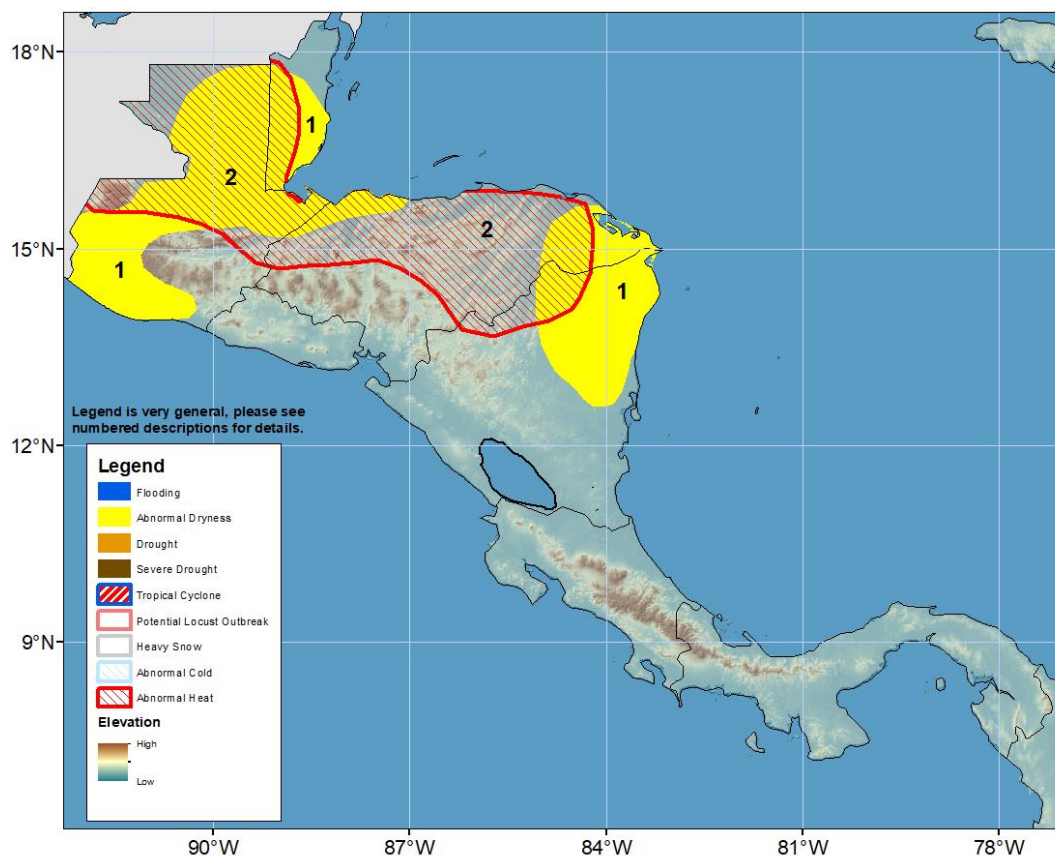 18°N
1
2
2
15°N
1
1
Legend is very general, please see
numbered descriptions for details.
12°N
Legend
Flooding
Abnormal Dryness
Drought
Severe Drought
Tropical Cyclone
Potential Locust Outbreak
9°N
Heavy Snow
Abnormal Cold
Abnormal Heat
Elevation
High
Low
90°W
87°W
84°W
81°W
78°W